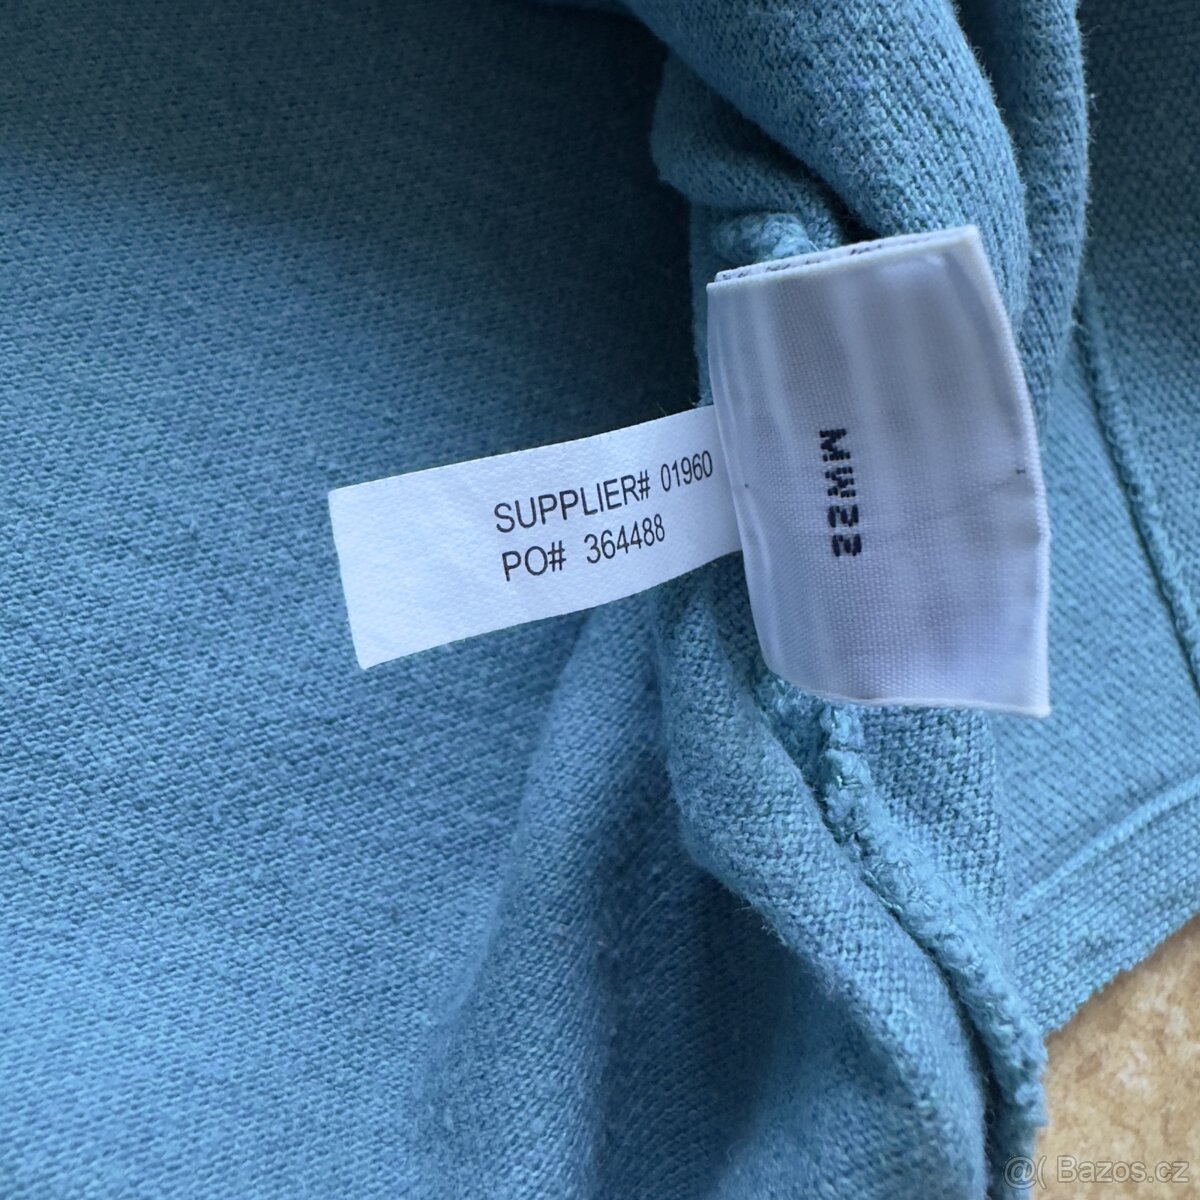 SUPPLIER# 01960
PO# 364488
MW22
@( Bazos.cz